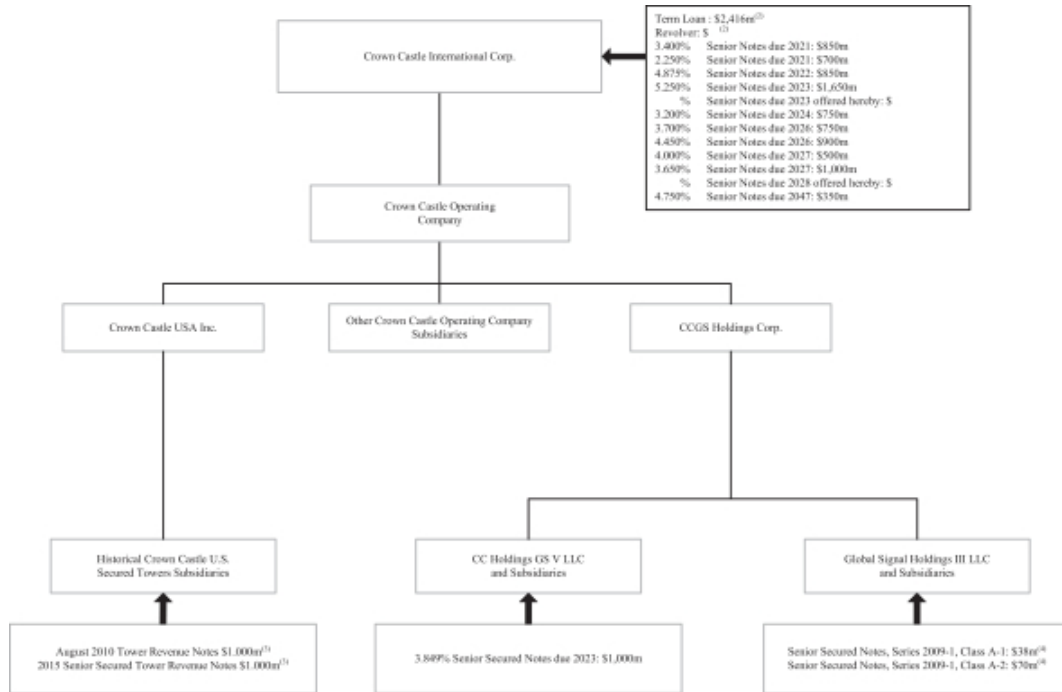 Crown Castle International Corp.
Term Loan : $2,416m(2)
Revolver: $ (2)
3.400% Senior Notes due 2021: $850m
2.250% Senior Notes due 2021: $700m
4.875% Senior Notes due 2022: $850m
5.250% Senior Notes due 2023: $1,650m
% Senior Notes due 2023 offered hereby: $
3.200% Senior Notes due 2024: $750m
3.700% Senior Notes due 2026: $750m
4.450% Senior Notes due 2026: $900m
4.000% Senior Notes due 2027: $500m
3.650% Senior Notes due 2027: $1,000m
% Senior Notes due 2028 offered hereby: $
4.750% Senior Notes due 2047: $350m
Crown Castle Operating
Company
Crown Castle USA Inc.
Other Crown Castle Operating Company
Subsidiaries
CCGS Holdings Corp.
Historical Crown Castle U.S.
Secured Towers Subsidiaries
CC Holdings GS V LLC
and Subsidiaries
Global Signal Holdings III LLC
and Subsidiaries
August 2010 Tower Revenue Notes $1.000m(3)
2015 Senior Secured Tower Revenue Notes $1.000m(3)
3.849% Senior Secured Notes due 2023: $1,000m
Senior Secured Notes, Series 2009-1, Class A-1: $38m(4)
Senior Secured Notes, Series 2009-1, Class A-2: $70m(4)